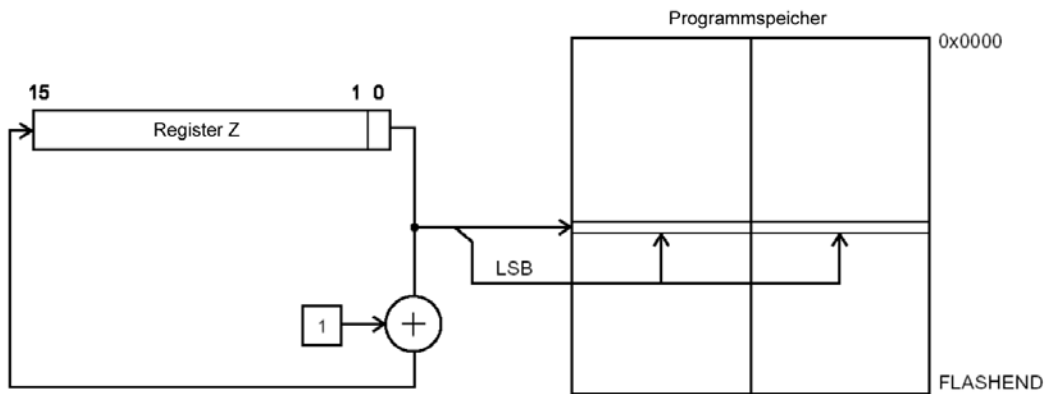 Programmspeicher
0x0000
15
1 0
Register Z
LSB
1
+
FLASHEND